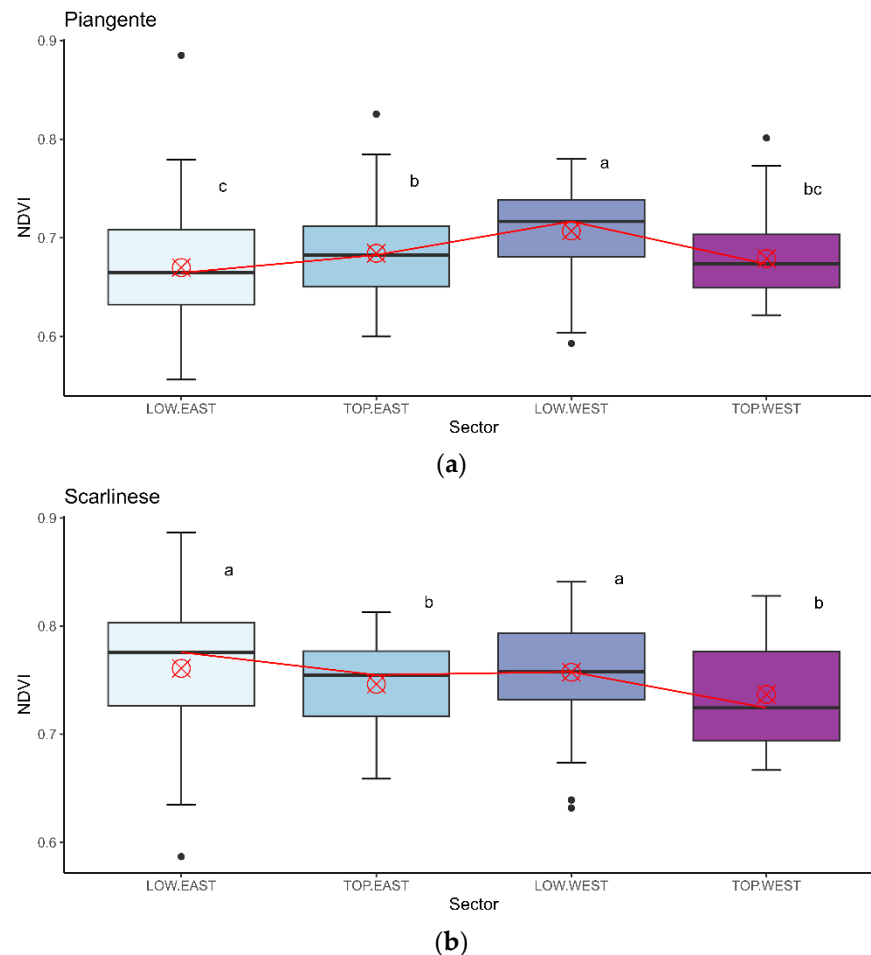 Piangente
0.9
0.8
0.7
0.6
NDVI
c
b
a
bc
LOW.EAST TOP.EAST LOW.WEST TOP.WEST
Sector
(a)
Scarlinese
0.9
0.8
0.7
0.6
NDVI
a
b
a
b
LOW.EAST TOP.EAST LOW.WEST TOP.WEST
Sector
(b)